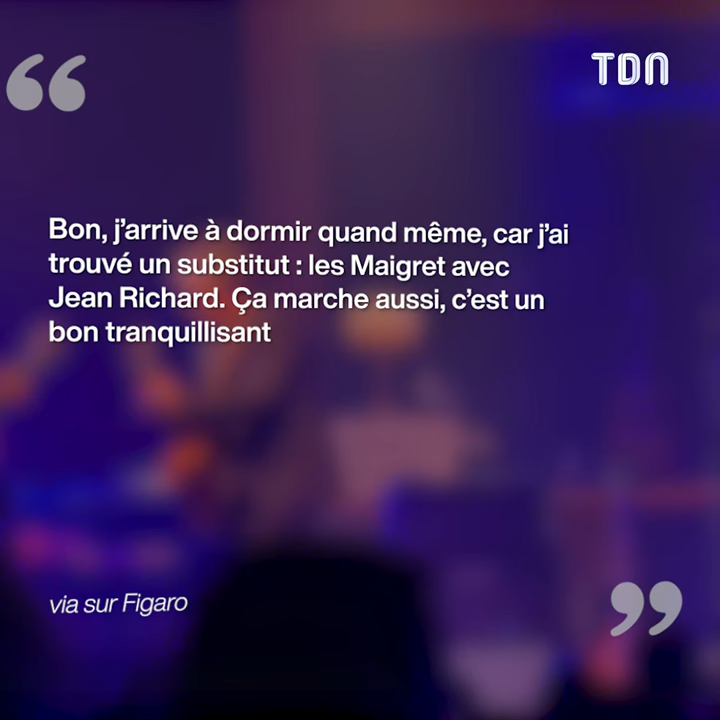 TDN
Bon, j’arrive à dormir quand même, car j’ai
trouvé un substitut : les Maigret avec
Jean Richard. Ça marche aussi, c’est un
bon tranquillisant
via sur Figaro